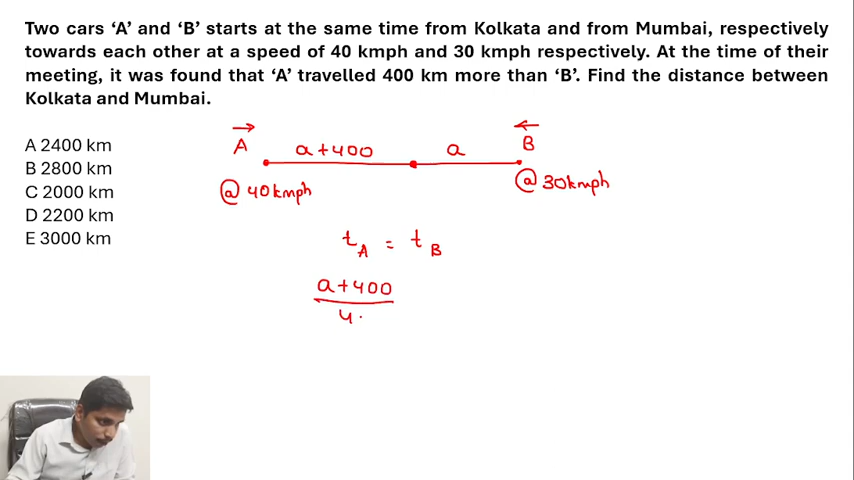 Two cars ‘A’ and ‘B’ starts at the same time from Kolkata and from Mumbai, respectively
towards each other at a speed of 40 kmph and 30 kmph respectively. At the time of their
meeting, it was found that ‘A’ travelled 400 km more than ‘B’. Find the distance between
Kolkata and Mumbai.
A 2400 km
B 2800 km
C 2000 km
D 2200 km
E 3000 km
A a+400 a B
@ 40kmph @ 30kmph
tA = tB
a+400
4.